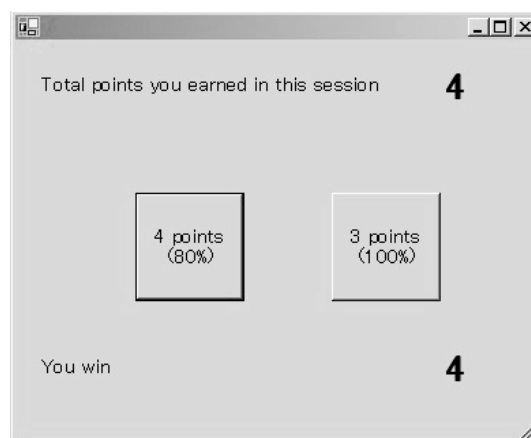 Total points you earned in this session 4
4 points 3 points
(80%) (100%)
You win 4